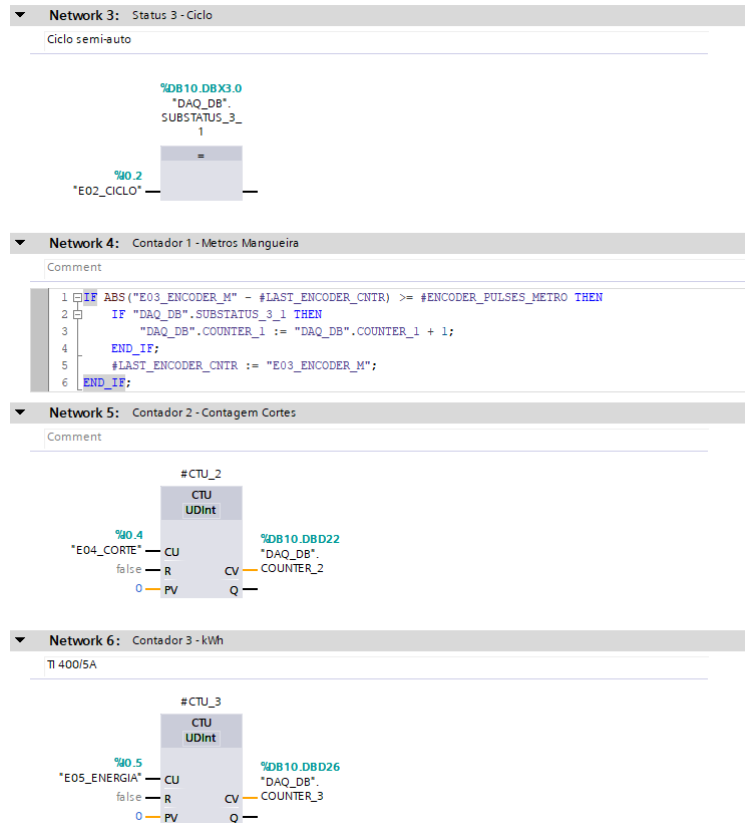 Network 3: Status 3 - Ciclo
Ciclo semi-auto
%DB10.DBX3.0
"DAQ_DB".
SUBSTATUS_3_
1
=
%I0.2
"E02_CICLO"
Network 4: Contador 1 - Metros Mangueira
Comment
1 IF ABS("E03_ENCODER_M" - #LAST_ENCODER_CNTR) >= #ENCODER_PULSES_METRO THEN
2 IF "DAQ_DB".SUBSTATUS_3_1 THEN
3 "DAQ_DB".COUNTER_1 := "DAQ_DB".COUNTER_1 + 1;
4 END_IF;
5 #LAST_ENCODER_CNTR := "E03_ENCODER_M";
6 END_IF;
Network 5: Contador 2 - Contagem Cortes
Comment
#CTU_2
CTU
UDInt
%I0.4
"E04_CORTE" CU
%DB10.DBD22
"DAQ_DB".
false R CV COUNTER_2
0 PV Q
Network 6: Contador 3 - kWh
TI 400/5A
#CTU_3
CTU
UDInt
%I0.5
"E05_ENERGIA" CU
%DB10.DBD26
"DAQ_DB".
false R CV COUNTER_3
0 PV Q